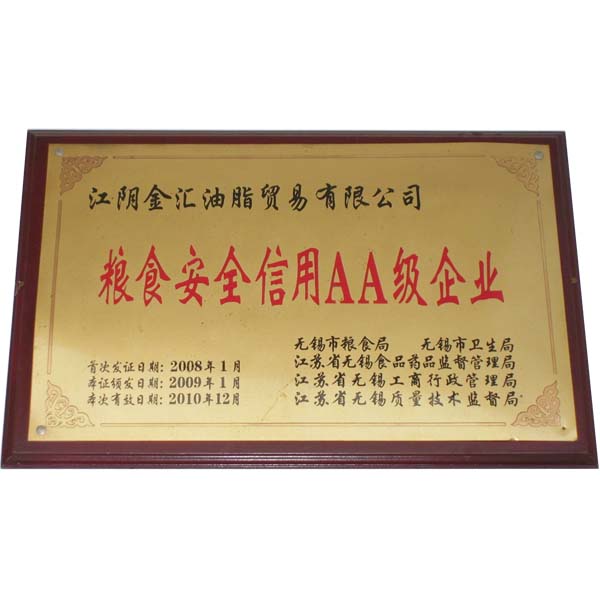 江阴金汇油脂贸易有限公司
粮食安全信用AA级企业
无锡市粮食局 无锡市卫生局
江苏省无锡食品药品监督管理局
江苏省无锡工商行政管理局
江苏省无锡质量技术监督局
首次发证日期：2008年1月
本证颁发日期：2009年1月
本次有效日期：2010年12月